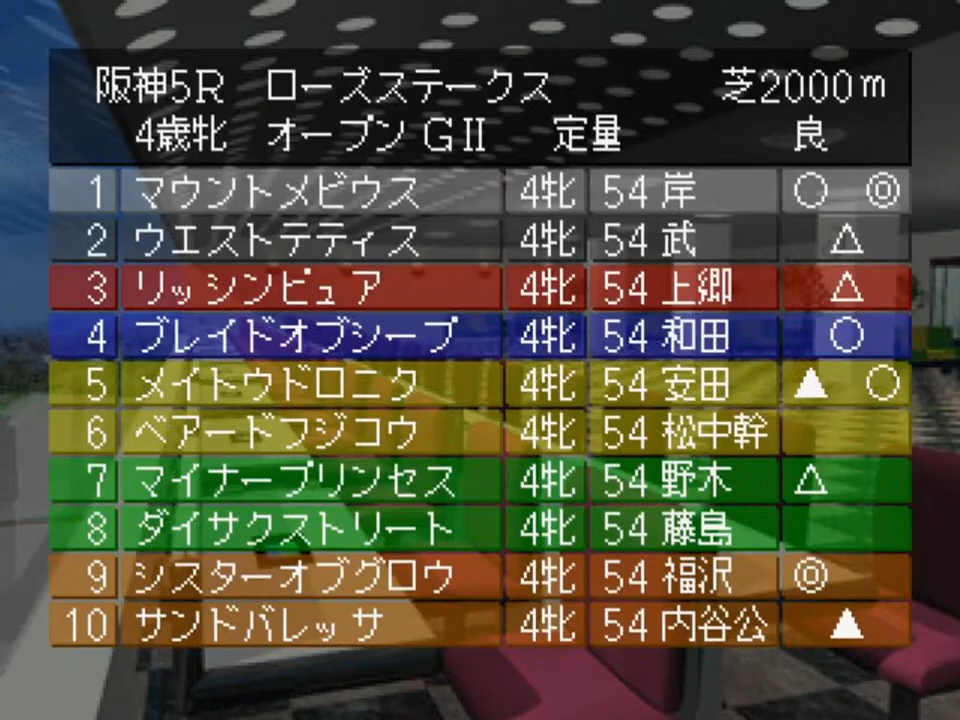 阪神5R ローズステークス 芝2000m
4歳牝 オープンGII 定量 良
1 マウントメビウス 4牝 54 岸 ○ ◎
2 ウエストテティス 4牝 54 武 △
3 リッシンピュア 4牝 54 上郷 △
4 ブレイドオブシープ 4牝 54 和田 ○
5 メイトウドロニク 4牝 54 安田 ▲ ○
6 ベアードフジコウ 4牝 54 松中幹
7 マイナープリンセス 4牝 54 野木 △
8 ダイサクストリート 4牝 54 藤島
9 シスターオブグロウ 4牝 54 福沢 ◎
10 サンドバレッサ 4牝 54 内谷公 ▲